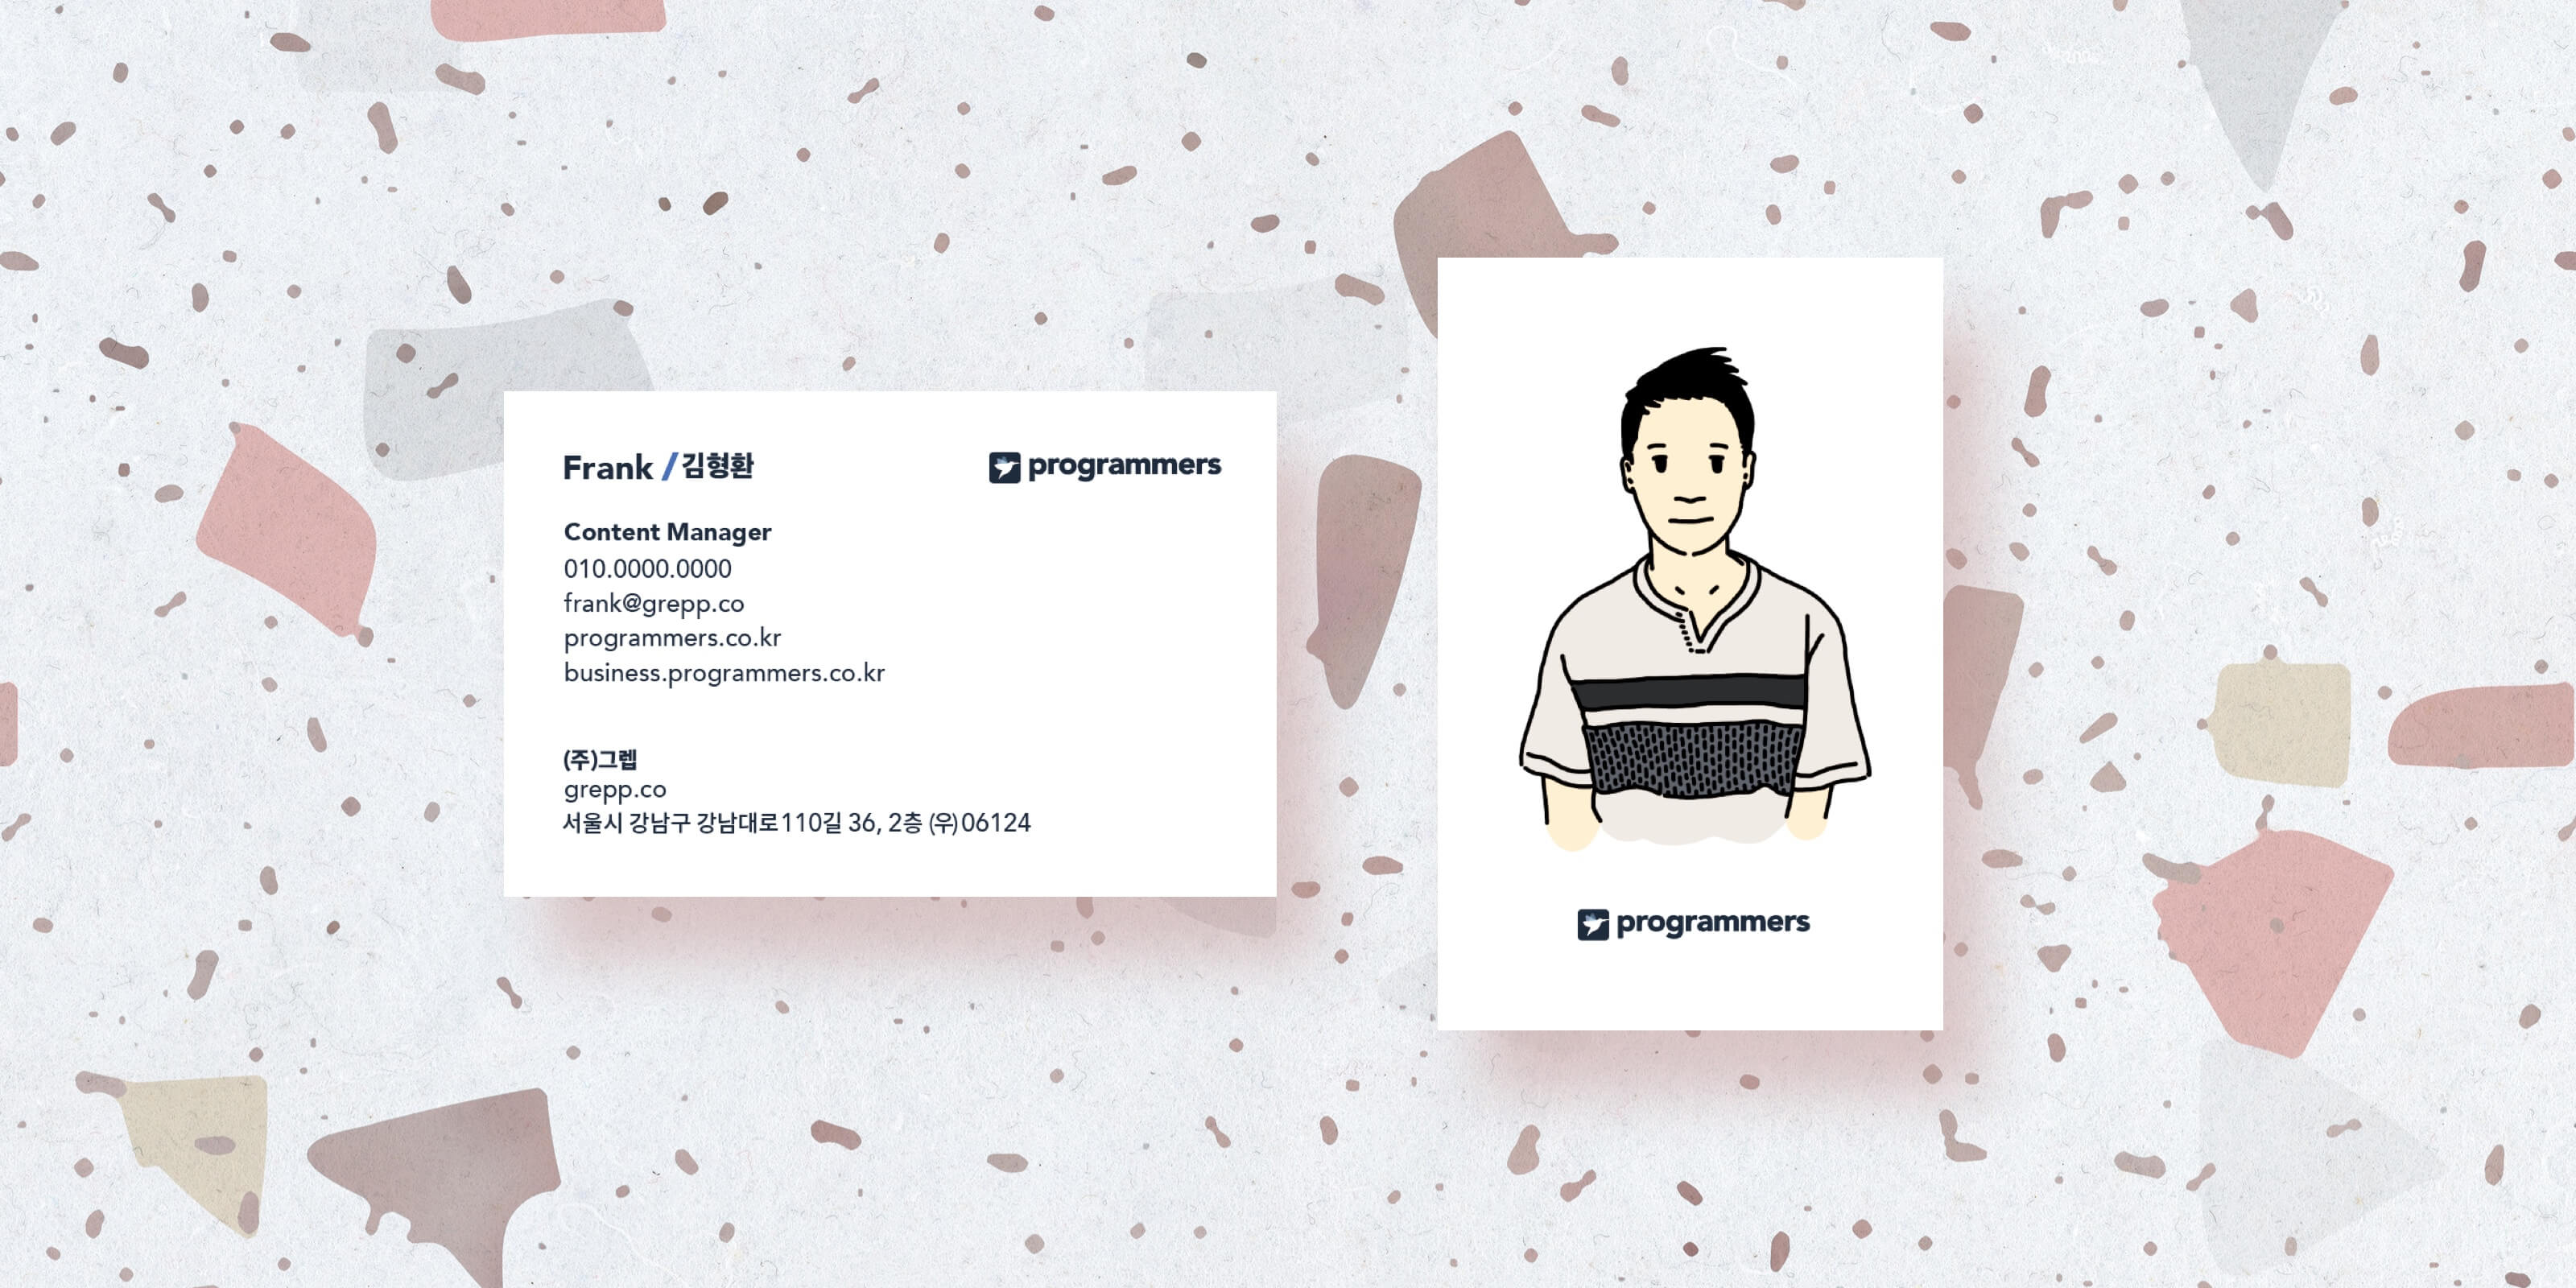 Frank / 김형환
programmers
Content Manager
010.0000.0000
frank@grepp.co
programmers.co.kr
business.programmers.co.kr
(주)그렙
grepp.co
서울시 강남구 강남대로110길 36, 2층 (우)06124
programmers